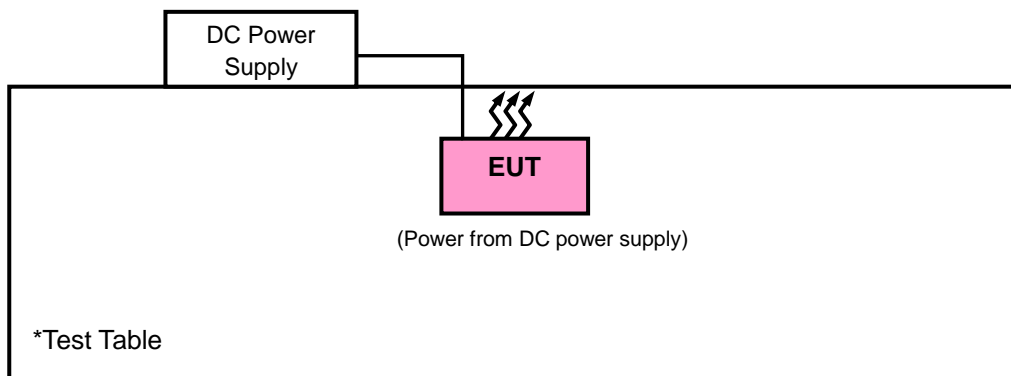 DC Power
Supply
EUT
(Power from DC power supply)
*Test Table